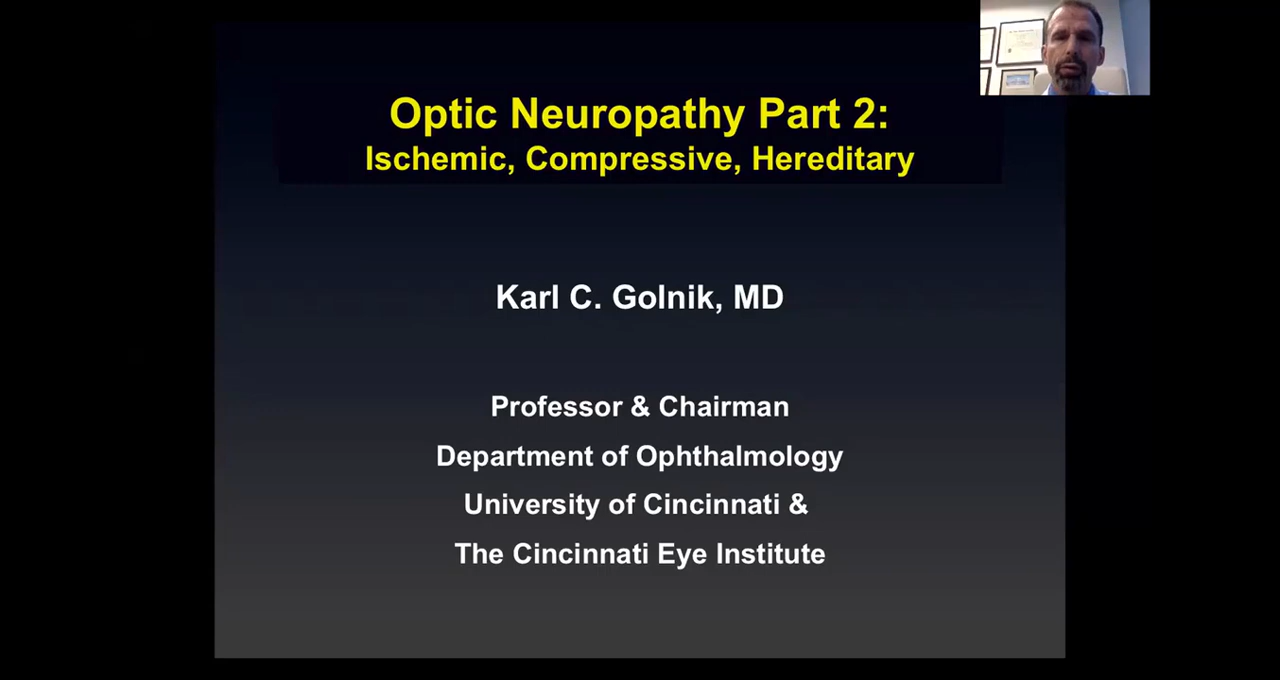 Optic Neuropathy Part 2:
Ischemic, Compressive, Hereditary
Karl C. Golnik, MD
Professor & Chairman
Department of Ophthalmology
University of Cincinnati &
The Cincinnati Eye Institute